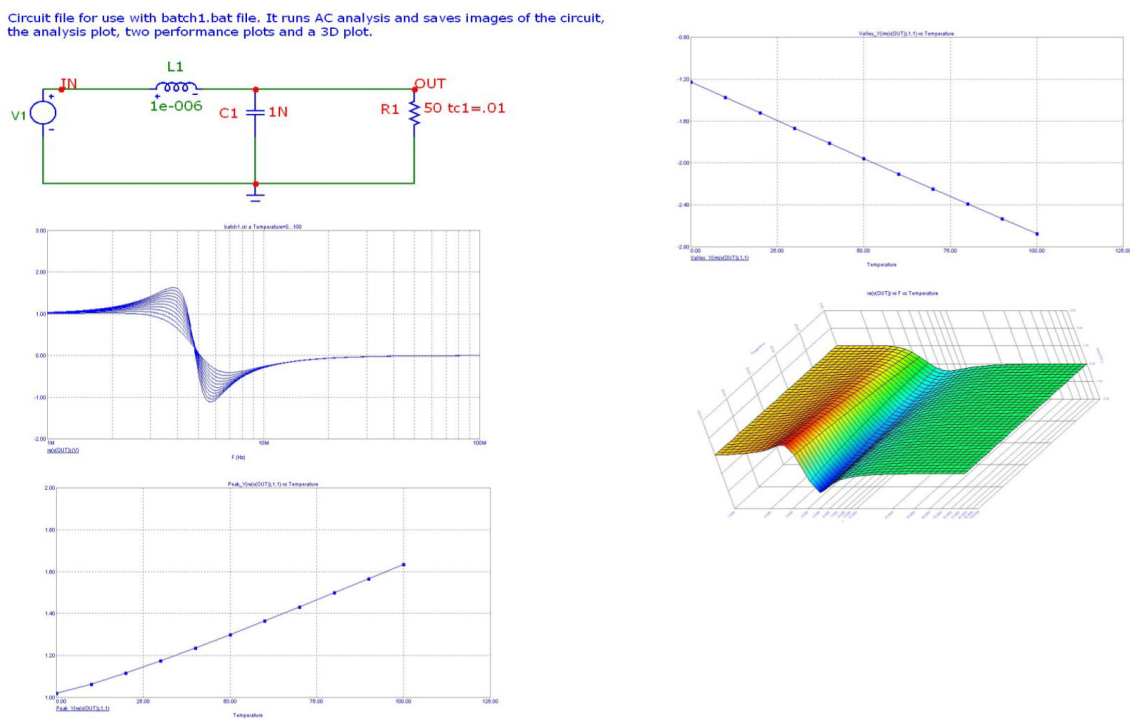 Circuit file for use with batch1.bat file. It runs AC analysis and saves images of the circuit,
the analysis plot, two performance plots and a 3D plot.
L1
IN
OUT
V1
1e-006
C1
1N
R1
50 tc1=.01
batch1.cir a Temperature=0...100
3.00
2.00
1.00
0.00
-1.00
-2.00
1M
10M
100M
re(v(OUT)) (V)
F (Hz)
Peak_Y(re(v(OUT)),1,1) vs Temperature
2.00
1.80
1.60
1.40
1.20
1.00
0.00
25.00
50.00
75.00
100.00
125.00
Peak_Y(re(v(OUT)),1,1)
Temperature
Valley_Y(im(v(OUT)),1,1) vs Temperature
-0.80
-1.20
-1.60
-2.00
-2.40
-2.80
0.00
25.00
50.00
75.00
100.00
125.00
Valley_Y(im(v(OUT)),1,1)
Temperature
re(v(OUT)) vs F vs Temperature